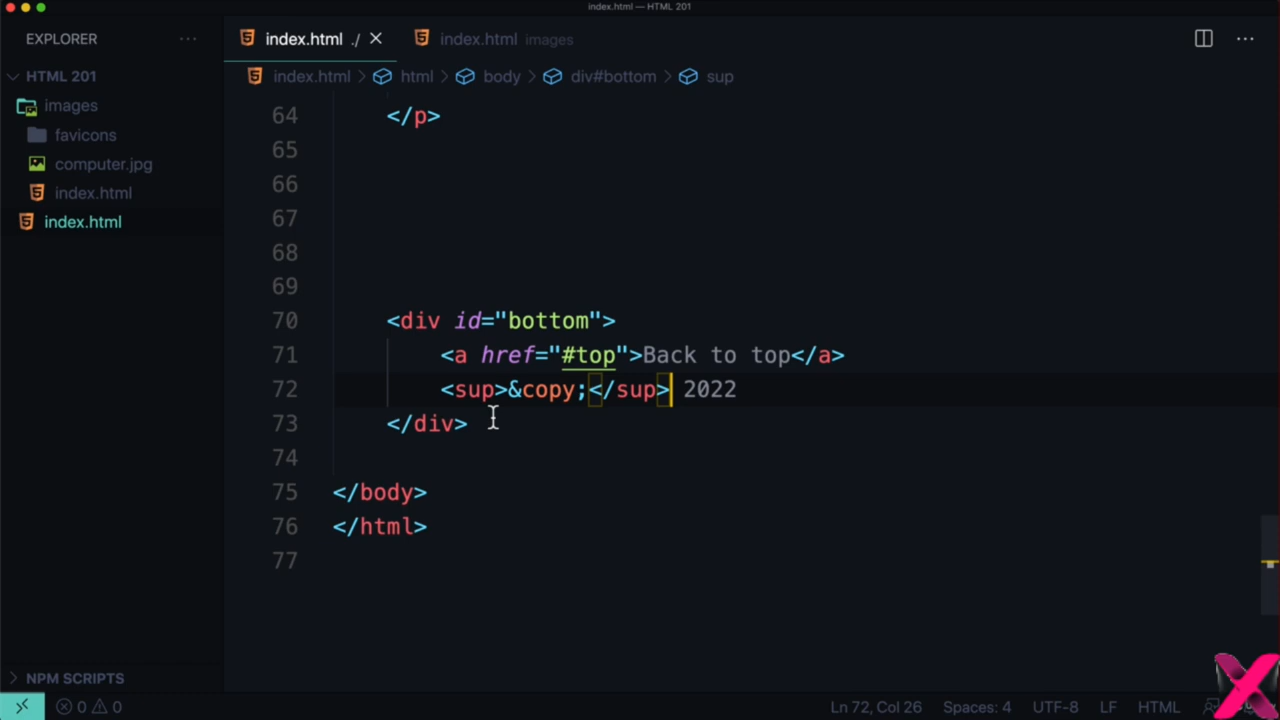 index.html — HTML 201
EXPLORER ···
index.html ./
index.html images
HTML 201
index.html > html > body > div#bottom > sup
images
favicons
computer.jpg
index.html
index.html
64 </p>
65
66
67
68
69
70 <div id="bottom">
71 <a href="#top">Back to top</a>
72 <sup>&copy;</sup> 2022
73 </div>
74
75 </body>
76 </html>
77
NPM SCRIPTS
0 0 Ln 72, Col 26 Spaces: 4 UTF-8 LF HTML
X